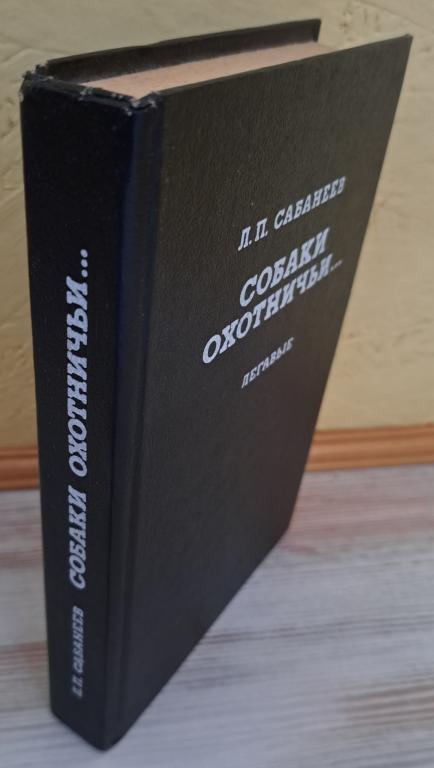 Л.П. САБАНЕЕВ
СОБАКИ
ОХОТНИЧЬИ...
ЛЕГАВЫЕ
Л.П. САБАНЕЕВ СОБАКИ ОХОТНИЧЬИ...